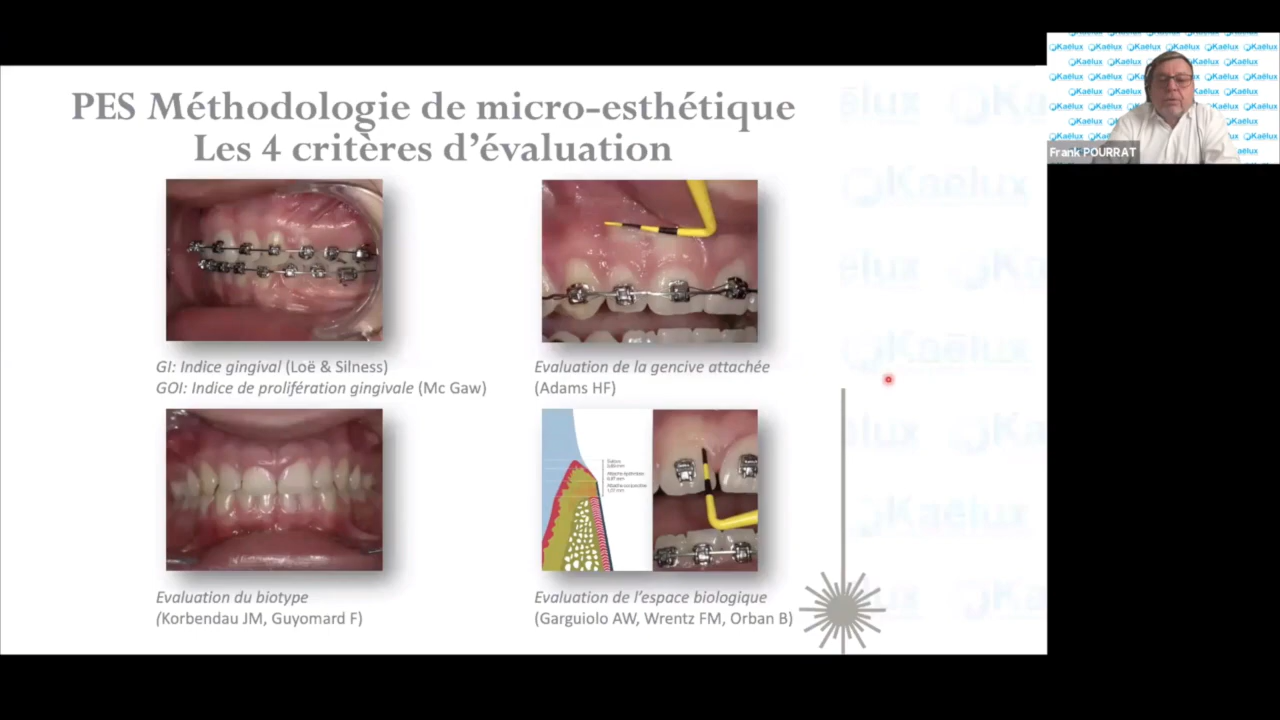 PES Méthodologie de micro-esthétique
Les 4 critères d’évaluation
GI: Indice gingival (Loë & Silness)
GOI: Indice de prolifération gingivale (Mc Gaw)
Evaluation de la gencive attachée
(Adams HF)
Evaluation du biotype
(Korbendau JM, Guyomard F)
Evaluation de l’espace biologique
(Garguiolo AW, Wrentz FM, Orban B)
Kaëlux
Frank POURRAT